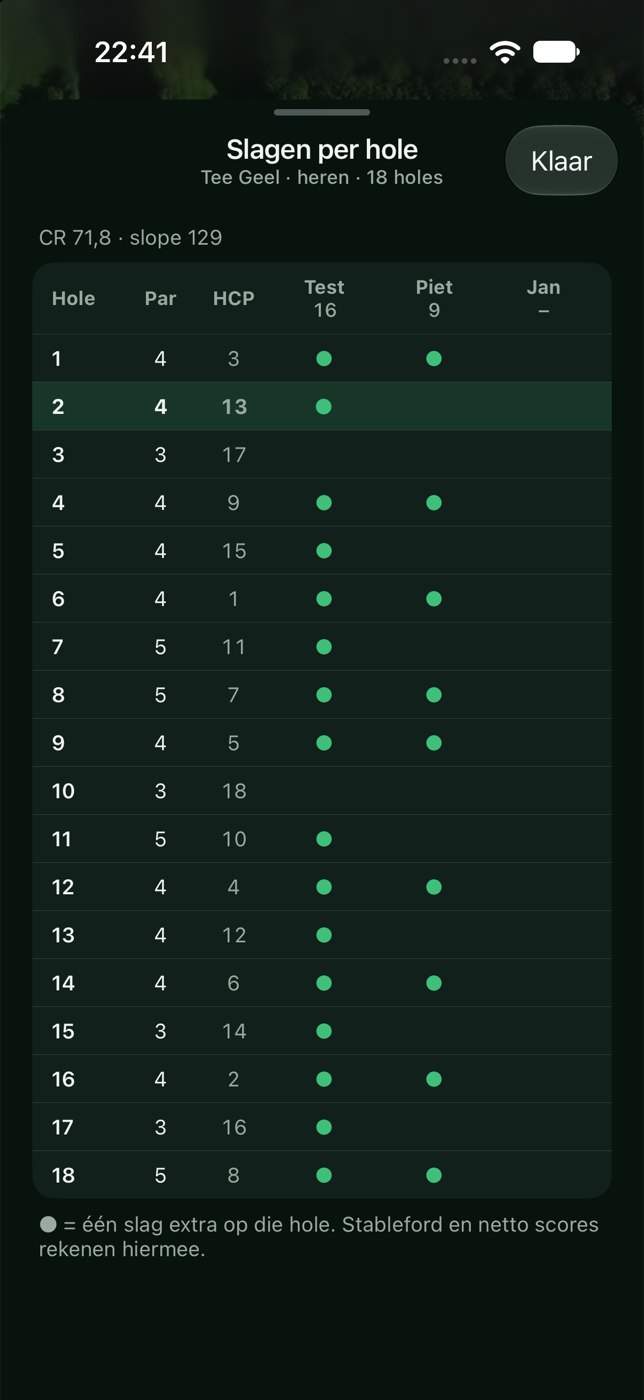 22:41
Slagen per hole
Tee Geel · heren · 18 holes
Klaar
CR 71,8 · slope 129
Hole Par HCP Test 16 Piet 9 Jan –
1 4 3
2 4 13
3 3 17
4 4 9
5 4 15
6 4 1
7 5 11
8 5 7
9 4 5
10 3 18
11 5 10
12 4 4
13 4 12
14 4 6
15 3 14
16 4 2
17 3 16
18 5 8
= één slag extra op die hole. Stableford en netto scores
rekenen hiermee.